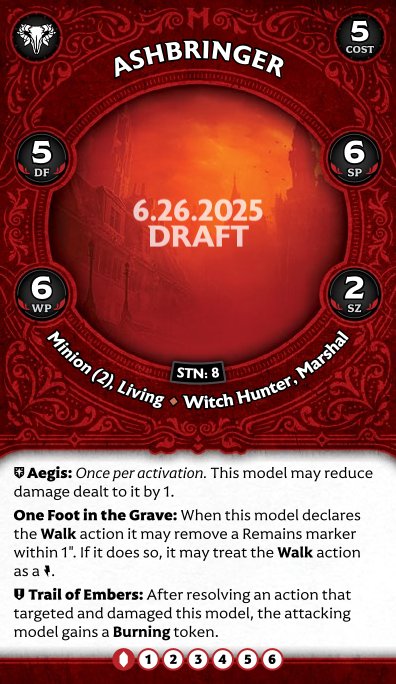 5
COST
ASHBRINGER
5
DF
6
SP
6.26.2025
DRAFT
6
WP
2
SZ
STN: 8
Minion (2), Living ⬥ Witch Hunter, Marshal
Aegis: Once per activation. This model may reduce
damage dealt to it by 1.
One Foot in the Grave: When this model declares
the Walk action it may remove a Remains marker
within 1". If it does so, it may treat the Walk action
as a .
Trail of Embers: After resolving an action that
targeted and damaged this model, the attacking
model gains a Burning token.
1 2 3 4 5 6